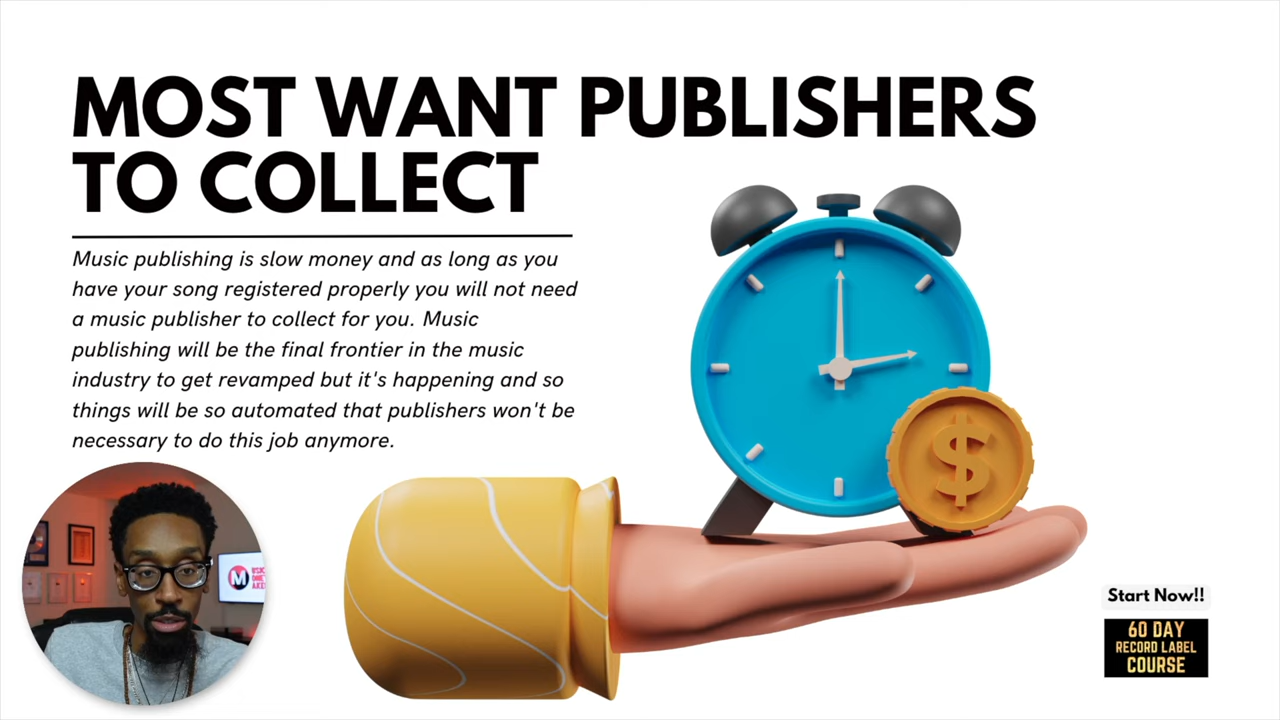 MOST WANT PUBLISHERS
TO COLLECT
Music publishing is slow money and as long as you
have your song registered properly you will not need
a music publisher to collect for you. Music
publishing will be the final frontier in the music
industry to get revamped but it's happening and so
things will be so automated that publishers won't be
necessary to do this job anymore.
$
M
Start Now!!
60 DAY
RECORD LABEL
COURSE